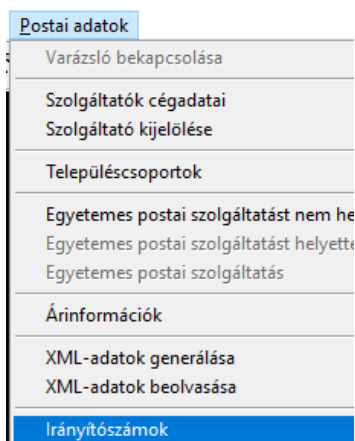 Postai adatok
Varázsló bekapcsolása
Szolgáltatók cégadatai
Szolgáltató kijelölése
Településcsoportok
Egyetemes postai szolgáltatást nem he
Egyetemes postai szolgáltatást helyette
Egyetemes postai szolgáltatás
Árinformációk
XML-adatok generálása
XML-adatok beolvasása
Irányítószámok